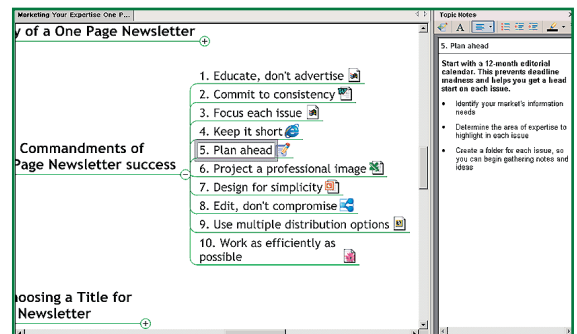 Marketing Your Expertise One P...
y of a One Page Newsletter
1. Educate, don't advertise
2. Commit to consistency
3. Focus each issue
4. Keep it short
Commandments of
5. Plan ahead
Page Newsletter success
6. Project a professional image
7. Design for simplicity
8. Edit, don't compromise
9. Use multiple distribution options
10. Work as efficiently as
possible
hoosing a Title for
Newsletter
Topic Notes
A
5. Plan ahead
Start with a 12-month editorial
calendar. This prevents deadline
madness and helps you get a head
start on each issue.
• Identify your market's information
needs
• Determine the area of expertise to
highlight in each issue
• Create a folder for each issue, so
you can begin gathering notes and
ideas